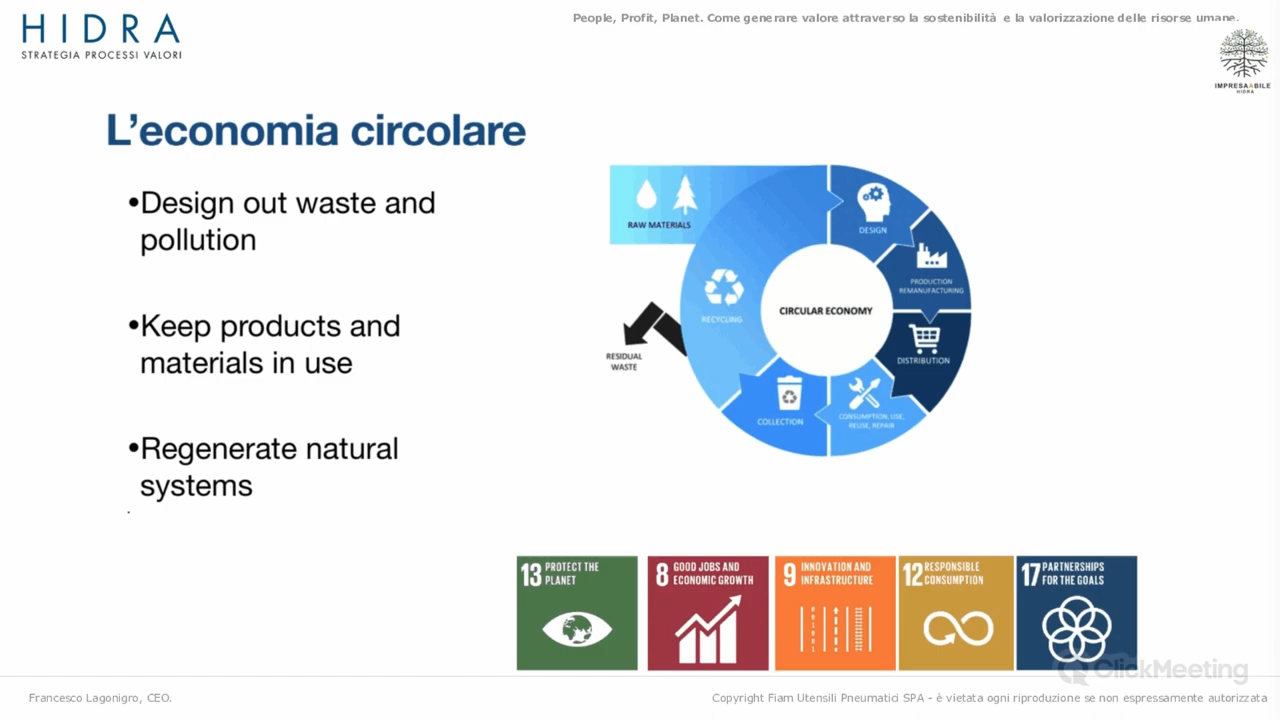 HIDRA
STRATEGIA PROCESSI VALORI
People, Profit, Planet. Come generare valore attraverso la sostenibilità e la valorizzazione delle risorse umane.
IMPRESAABILE
HIDRA
L'economia circolare
•Design out waste and
pollution
•Keep products and
materials in use
•Regenerate natural
systems
RAW MATERIALS
DESIGN
PRODUCTION
REMANUFACTURING
DISTRIBUTION
CONSUMPTION, USE,
REUSE, REPAIR
COLLECTION
RECYCLING
RESIDUAL
WASTE
CIRCULAR ECONOMY
13 PROTECT THE
PLANET
8 GOOD JOBS AND
ECONOMIC GROWTH
9 INNOVATION AND
INFRASTRUCTURE
12 RESPONSIBLE
CONSUMPTION
17 PARTNERSHIPS
FOR THE GOALS
ClickMeeting
Francesco Lagonigro, CEO.
Copyright Fiam Utensili Pneumatici SPA - è vietata ogni riproduzione se non espressamente autorizzata